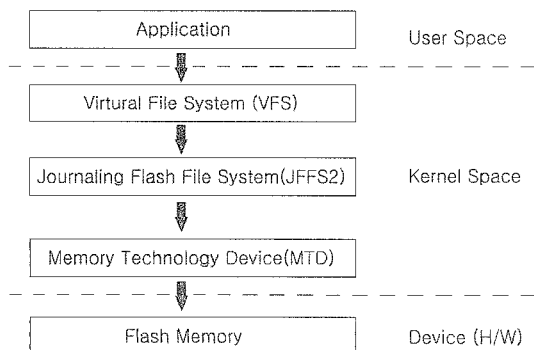 Application
User Space
Virtural File System (VFS)
Journaling Flash File System(JFFS2)
Kernel Space
Memory Technology Device(MTD)
Flash Memory
Device (H/W)